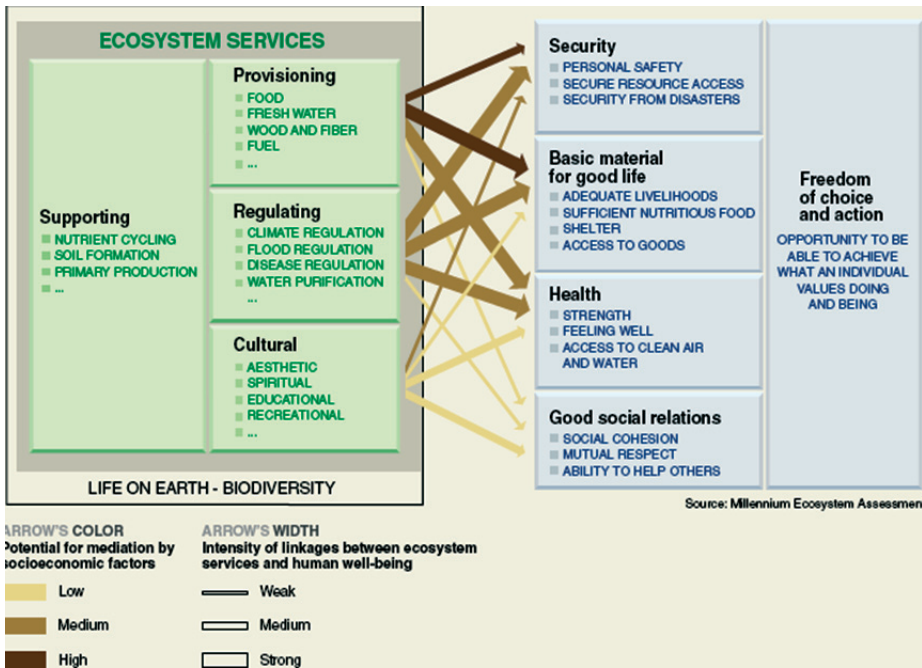 ECOSYSTEM SERVICES
Supporting
NUTRIENT CYCLING
SOIL FORMATION
PRIMARY PRODUCTION
...
Provisioning
FOOD
FRESH WATER
WOOD AND FIBER
FUEL
...
Regulating
CLIMATE REGULATION
FLOOD REGULATION
DISEASE REGULATION
WATER PURIFICATION
...
Cultural
AESTHETIC
SPIRITUAL
EDUCATIONAL
RECREATIONAL
...
LIFE ON EARTH - BIODIVERSITY
Security
PERSONAL SAFETY
SECURE RESOURCE ACCESS
SECURITY FROM DISASTERS
Basic material
for good life
ADEQUATE LIVELIHOODS
SUFFICIENT NUTRITIOUS FOOD
SHELTER
ACCESS TO GOODS
Health
STRENGTH
FEELING WELL
ACCESS TO CLEAN AIR
AND WATER
Good social relations
SOCIAL COHESION
MUTUAL RESPECT
ABILITY TO HELP OTHERS
Freedom
of choice
and action
OPPORTUNITY TO BE
ABLE TO ACHIEVE
WHAT AN INDIVIDUAL
VALUES DOING
AND BEING
Source: Millennium Ecosystem Assessmen
ARROW'S COLOR
Potential for mediation by
socioeconomic factors
Low
Medium
High
ARROW'S WIDTH
Intensity of linkages between ecosystem
services and human well-being
Weak
Medium
Strong